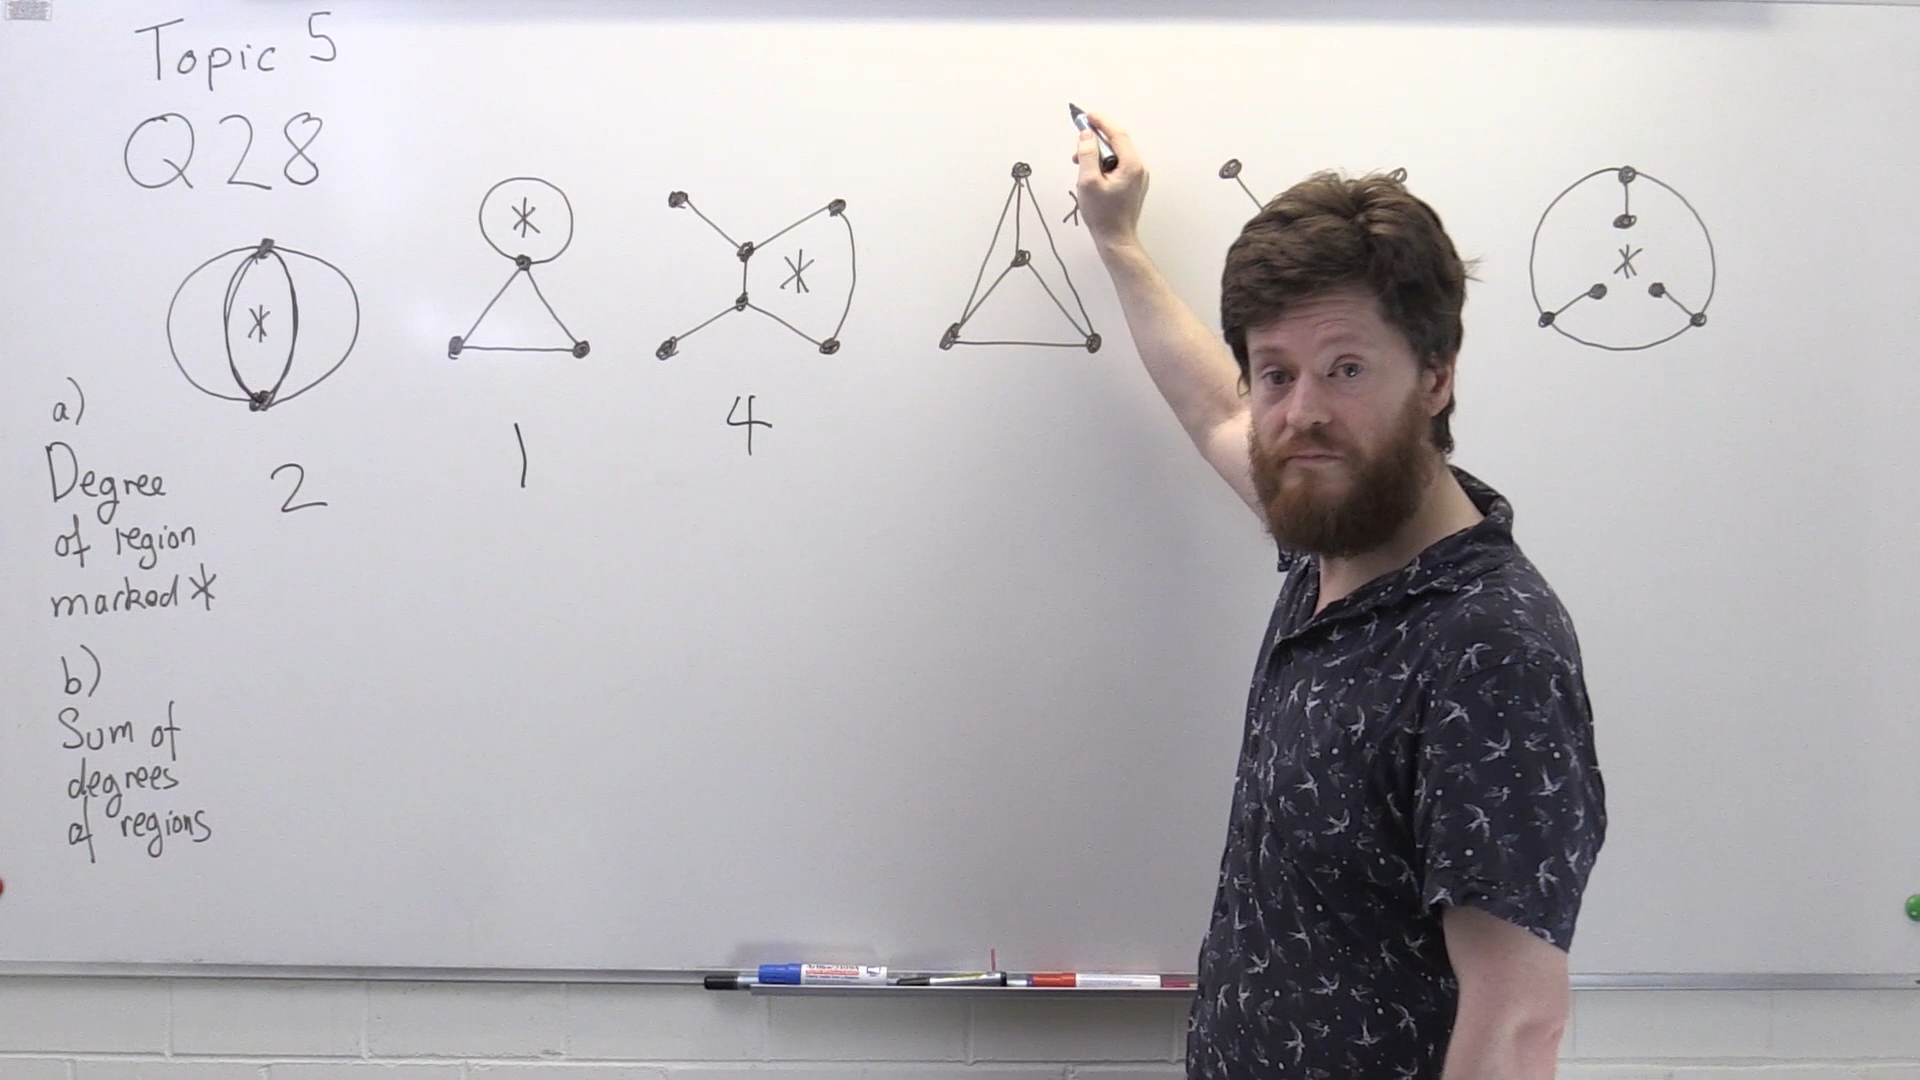 Topic 5
Q28
*
*
*
*
*
a)
Degree
of region
marked *
2
1
4
b)
Sum of
degrees
of regions